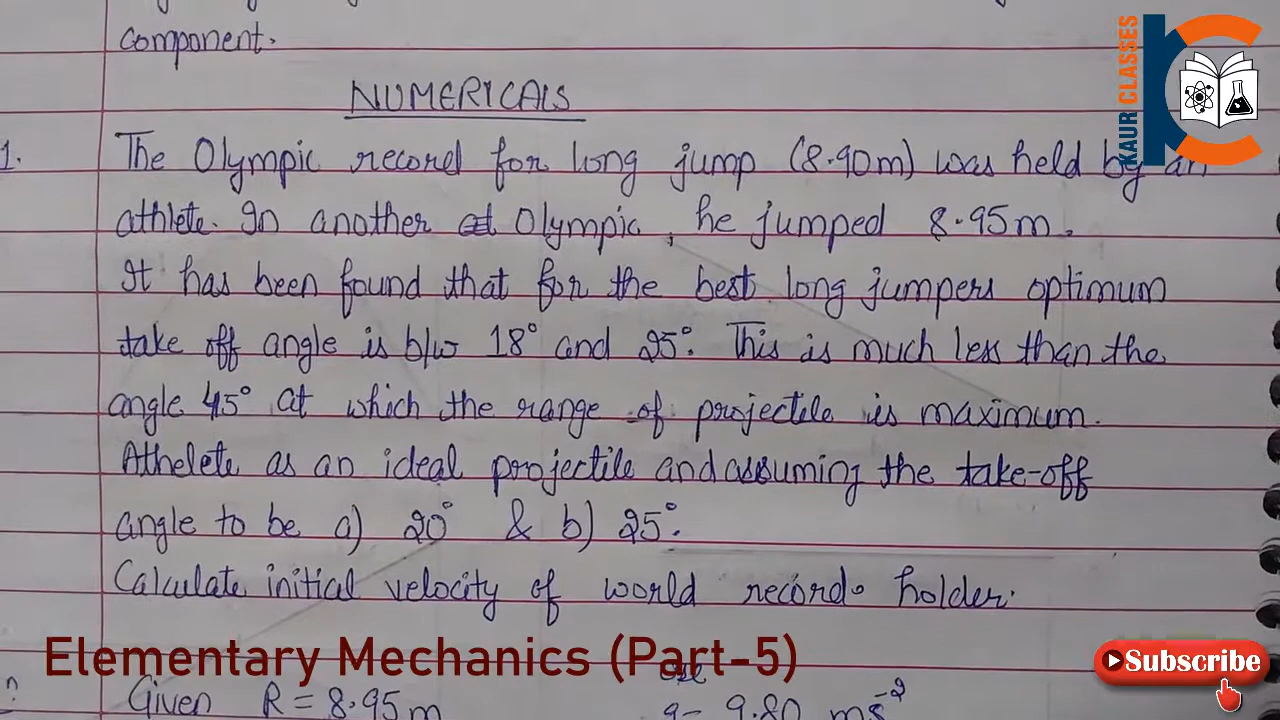 component.
NUMERICALS
KAUR CLASSES
1. The Olympic record for long jump (8.90m) was held by an
athlete. In another Olympic, he jumped 8.95m.
It has been found that for the best long jumpers optimum
take off angle is b/w 18° and 25°. This is much less than the
angle 45° at which the range of projectile is maximum.
Athelete as an ideal projectile and assuming the take-off
angle to be a) 20° & b) 25°.
Calculate initial velocity of world record holder.
Elementary Mechanics (Part-5)
Subscribe
Given R = 8.95m g = 9.80 ms⁻²